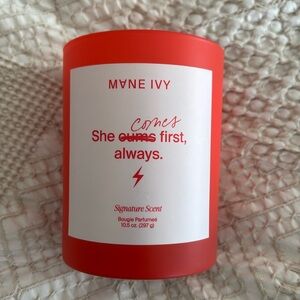 MANE IVY
comes
She cums first,
always.
Signature Scent
Bougie Parfumée
10.5 oz. (297 g)